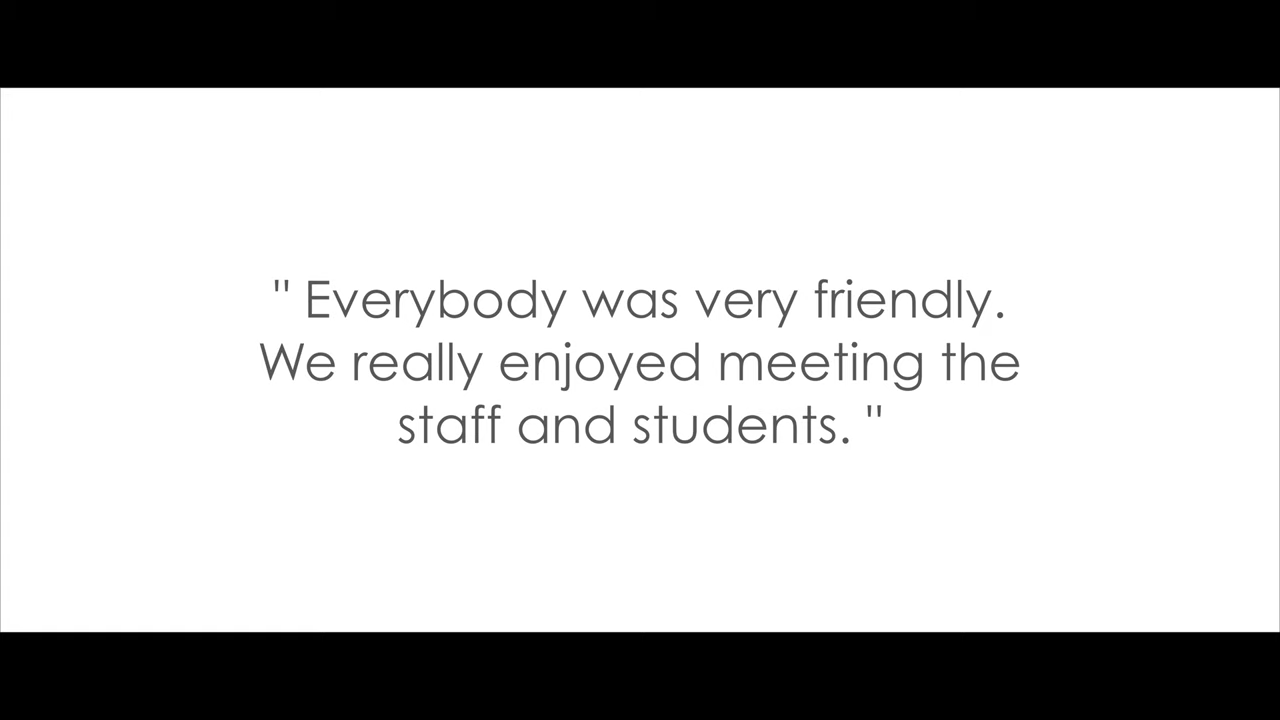 " Everybody was very friendly.
We really enjoyed meeting the
staff and students. "